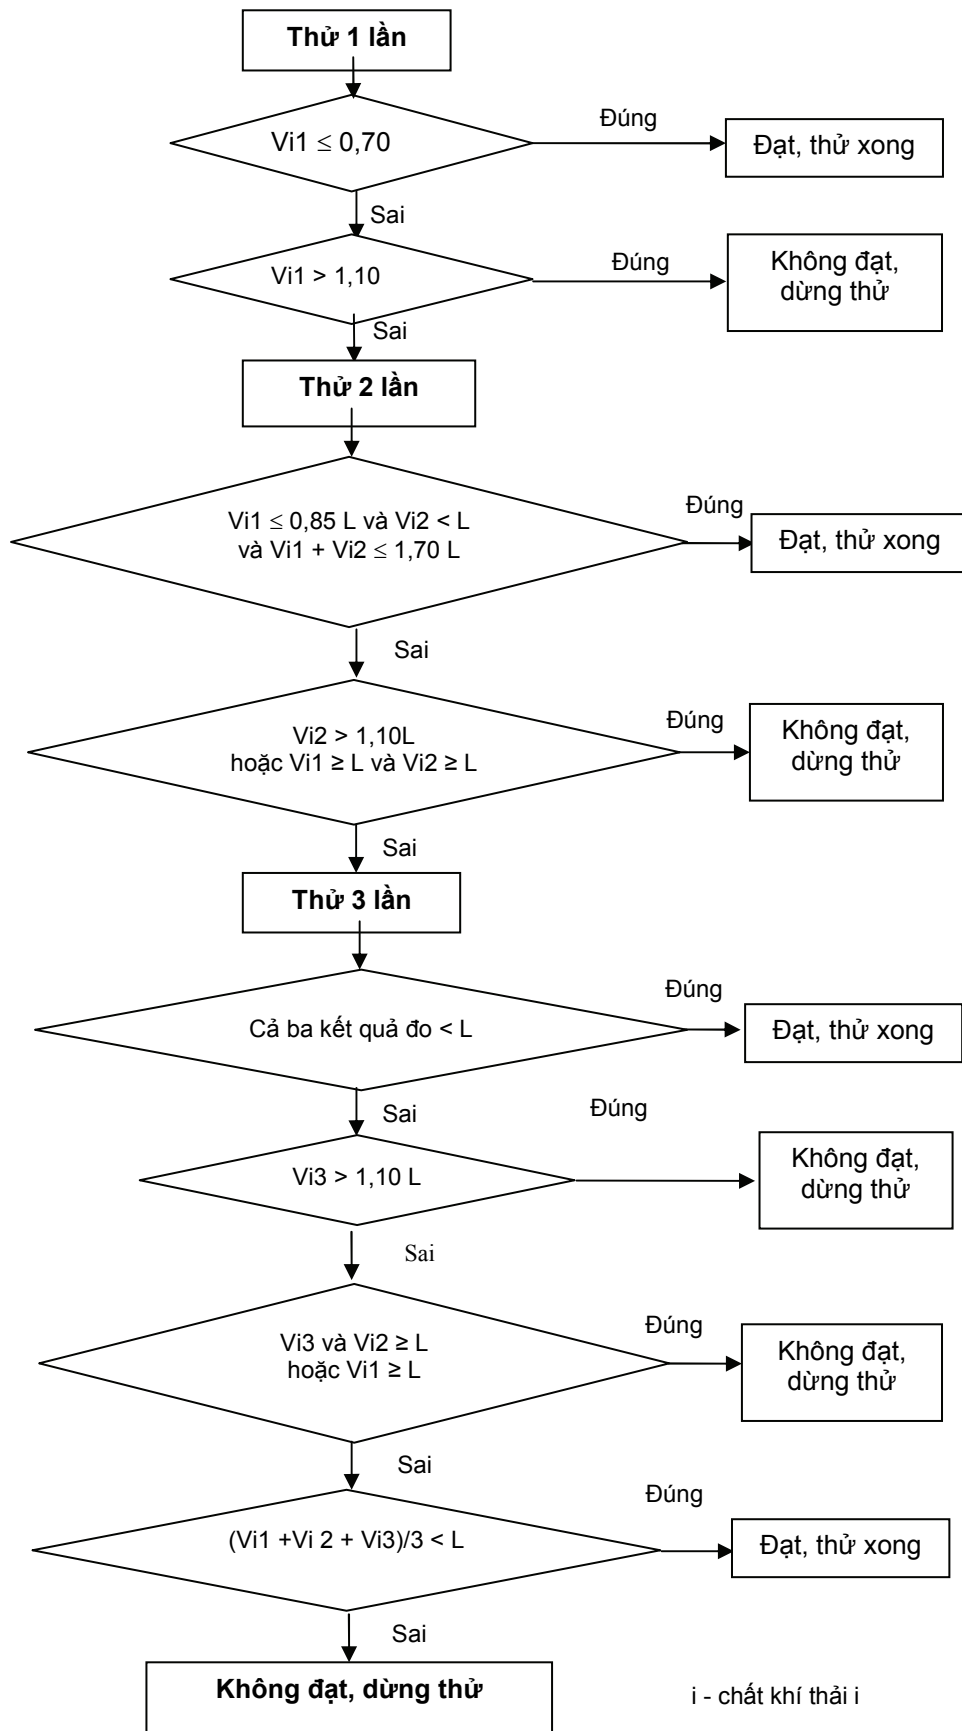 Thử 1 lần
Vi1 ≤ 0,70
Đúng
Đạt, thử xong
Sai
Vi1 > 1,10
Đúng
Không đạt,
dừng thử
Sai
Thử 2 lần
Vi1 ≤ 0,85 L và Vi2 < L
và Vi1 + Vi2 ≤ 1,70 L
Đúng
Đạt, thử xong
Sai
Vi2 > 1,10L
hoặc Vi1 ≥ L và Vi2 ≥ L
Đúng
Không đạt,
dừng thử
Sai
Thử 3 lần
Cả ba kết quả đo < L
Đúng
Đạt, thử xong
Sai
Vi3 > 1,10 L
Đúng
Không đạt,
dừng thử
Sai
Vi3 và Vi2 ≥ L
hoặc Vi1 ≥ L
Đúng
Không đạt,
dừng thử
Sai
(Vi1 +Vi 2 + Vi3)/3 < L
Đúng
Đạt, thử xong
Sai
Không đạt, dừng thử
i - chất khí thải i